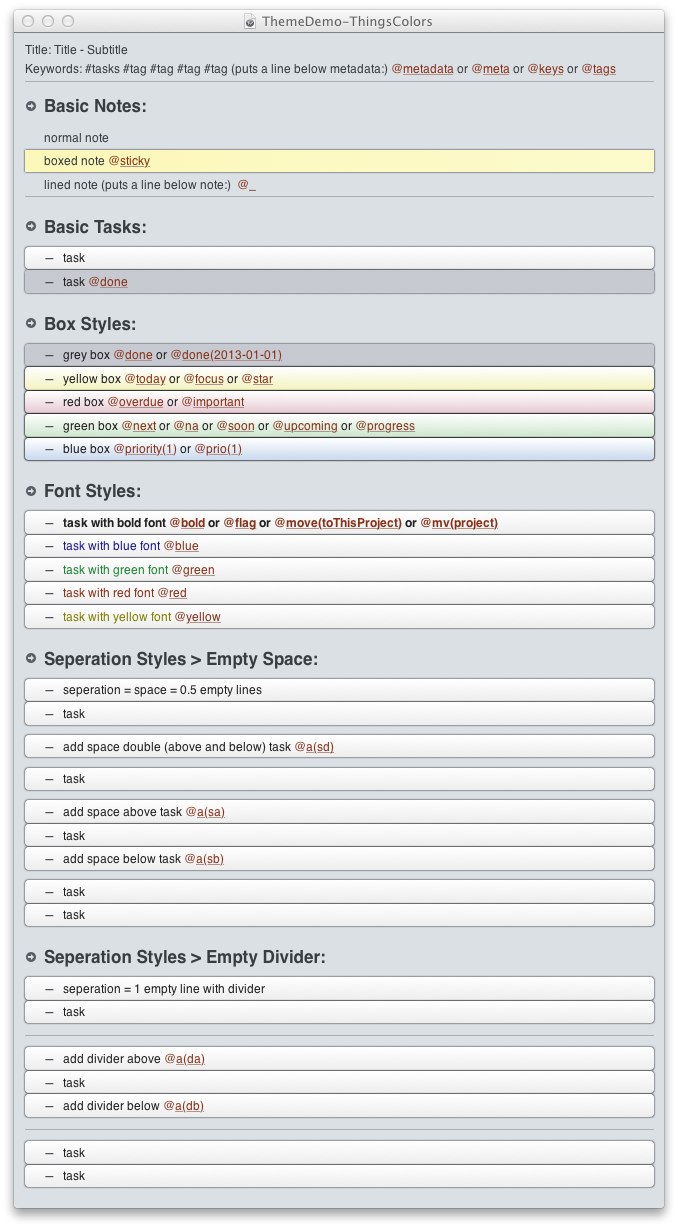 ThemeDemo-ThingsColors
Title: Title - Subtitle
Keywords: #tasks #tag #tag #tag #tag (puts a line below metadata:) @metadata or @meta or @keys or @tags
Basic Notes:
normal note
boxed note @sticky
lined note (puts a line below note:) @_
Basic Tasks:
– task
– task @done
Box Styles:
– grey box @done or @done(2013-01-01)
– yellow box @today or @focus or @star
– red box @overdue or @important
– green box @next or @na or @soon or @upcoming or @progress
– blue box @priority(1) or @prio(1)
Font Styles:
– task with bold font @bold or @flag or @move(toThisProject) or @mv(project)
– task with blue font @blue
– task with green font @green
– task with red font @red
– task with yellow font @yellow
Seperation Styles > Empty Space:
– seperation = space = 0.5 empty lines
– task
– add space double (above and below) task @a(sd)
– task
– add space above task @a(sa)
– task
– add space below task @a(sb)
– task
– task
Seperation Styles > Empty Divider:
– seperation = 1 empty line with divider
– task
– add divider above @a(da)
– task
– add divider below @a(db)
– task
– task